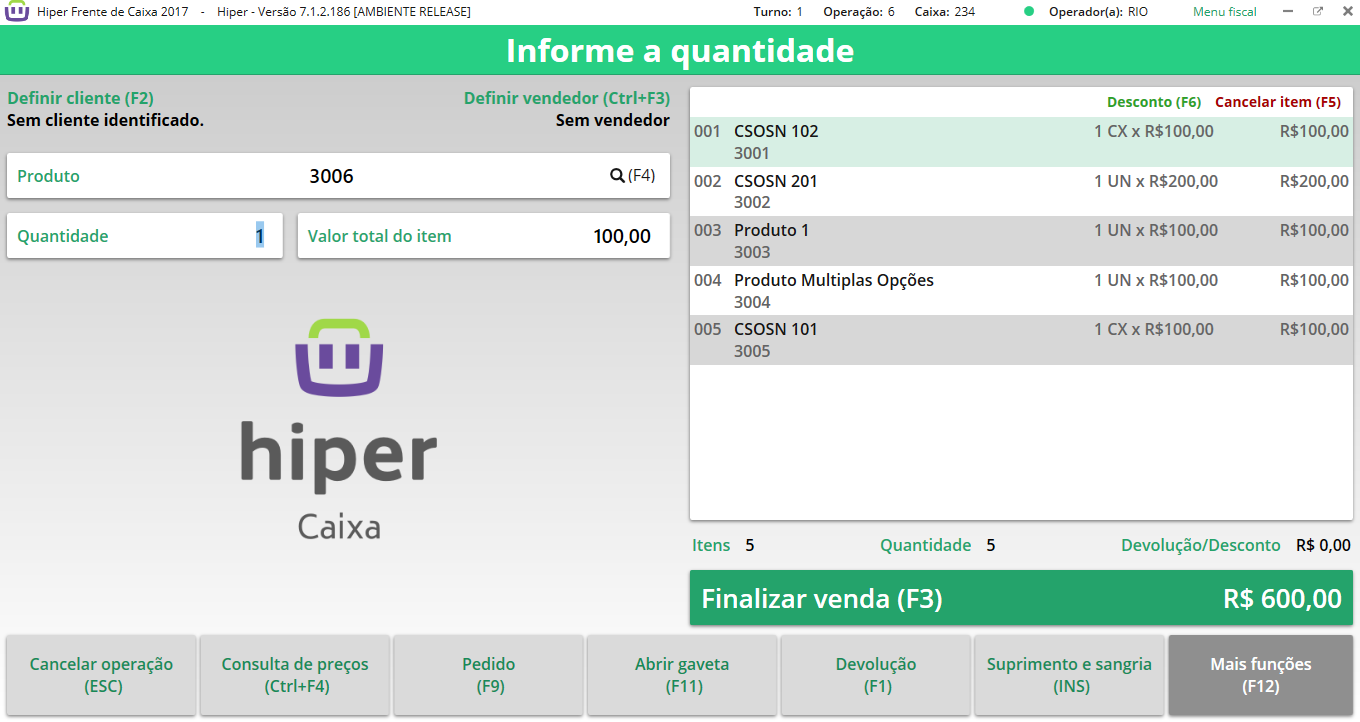 Hiper Frente de Caixa 2017 - Hiper - Versão 7.1.2.186 [AMBIENTE RELEASE] Turno: 1 Operação: 6 Caixa: 234 Operador(a): RIO Menu fiscal
Informe a quantidade
Definir cliente (F2) Definir vendedor (Ctrl+F3)
Sem cliente identificado. Sem vendedor
Produto 3006 (F4)
Quantidade 1 Valor total do item 100,00
hiper
Caixa
Desconto (F6) Cancelar item (F5)
001 CSOSN 102 1 CX x R$100,00 R$100,00
3001
002 CSOSN 201 1 UN x R$200,00 R$200,00
3002
003 Produto 1 1 UN x R$100,00 R$100,00
3003
004 Produto Multiplas Opções 1 UN x R$100,00 R$100,00
3004
005 CSOSN 101 1 CX x R$100,00 R$100,00
3005
Itens 5 Quantidade 5 Devolução/Desconto R$ 0,00
Finalizar venda (F3) R$ 600,00
Cancelar operação (ESC)
Consulta de preços (Ctrl+F4)
Pedido (F9)
Abrir gaveta (F11)
Devolução (F1)
Suprimento e sangria (INS)
Mais funções (F12)